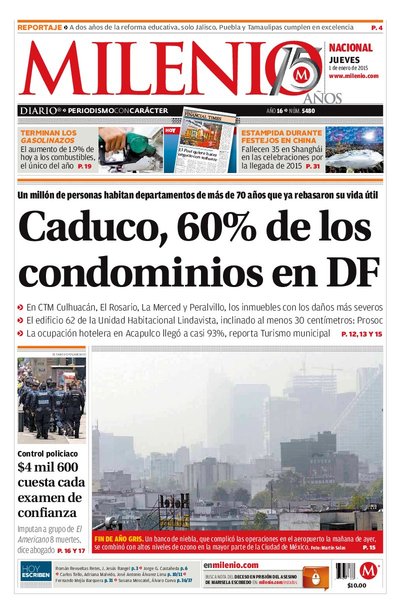 REPORTAJE • A dos años de la reforma educativa, solo Jalisco, Puebla y Tamaulipas cumplen en excelencia P. 4
MILENIO
15
M
AÑOS
NACIONAL
JUEVES
1 de enero de 2015
www.milenio.com
DIARIO® PERIODISMO CON CARÁCTER
AÑO 16 NÚM. 5480
TERMINAN LOS
GASOLINAZOS
El aumento de 1.9% de
hoy a los combustibles,
el único del año P. 19
FINANCIAL TIMES
ESTAMPIDA DURANTE
FESTEJOS EN CHINA
Fallecen 35 en Shanghái
en las celebraciones por
la llegada de 2015 P. 31
Un millón de personas habitan departamentos de más de 70 años que ya rebasaron su vida útil
Caduco, 60% de los
condominios en DF
En CTM Culhuacán, El Rosario, La Merced y Peralvillo, los inmuebles con los daños más severos
El edificio 62 de la Unidad Habitacional Lindavista, inclinado al menos 30 centímetros: Prosoc
La ocupación hotelera en Acapulco llegó a casi 93%, reporta Turismo municipal P. 12, 13 Y 15
Control policiaco
$4 mil 600
cuesta cada
examen de
confianza
Imputan a grupo de El
Americano 8 muertes,
dice abogado P. 16 Y 17
FIN DE AÑO GRIS. Un banco de niebla, que complicó las operaciones en el aeropuerto la mañana de ayer,
se combinó con altos niveles de ozono en la mayor parte de la Ciudad de México. Foto: Martín Salas P. 15
HOY
ESCRIBEN
Román Revueltas Retes, J. Jesús Rangel p.2 • Jorge G. Castañeda p. 6
• Carlos Tello, Adriana Malvido, José Antonio Álvarez Lima p. 10/11 •
Fernando Mejía Barquera p. 31 • Susana Moscatel, Álvaro Cueva p. 36/37
enmilenio.com
BUSCA NOTA DEL DECESO EN PRISIÓN DEL ASESINO
DE MARISELA ESCOBEDO EN MILENIO.com/estados
$10.00
M